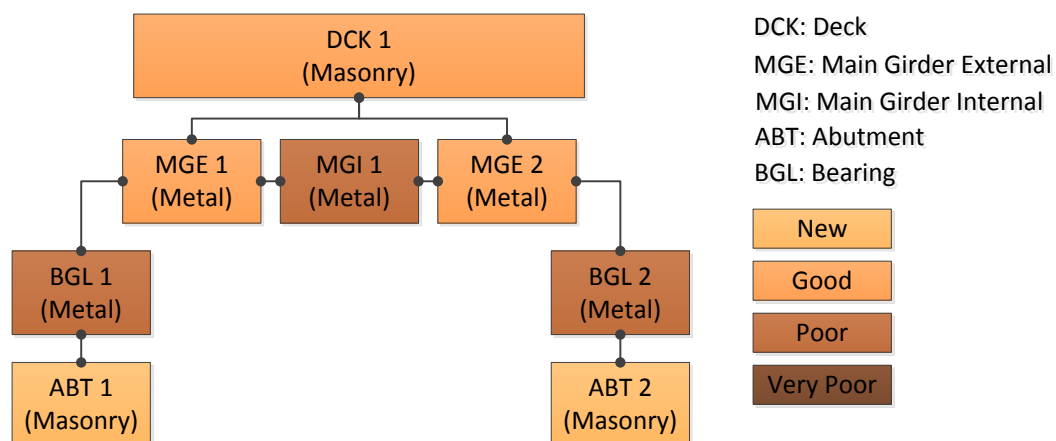 DCK 1
(Masonry)
MGE 1
(Metal)
MGI 1
(Metal)
MGE 2
(Metal)
BGL 1
(Metal)
BGL 2
(Metal)
ABT 1
(Masonry)
ABT 2
(Masonry)
DCK: Deck
MGE: Main Girder External
MGI: Main Girder Internal
ABT: Abutment
BGL: Bearing
New
Good
Poor
Very Poor